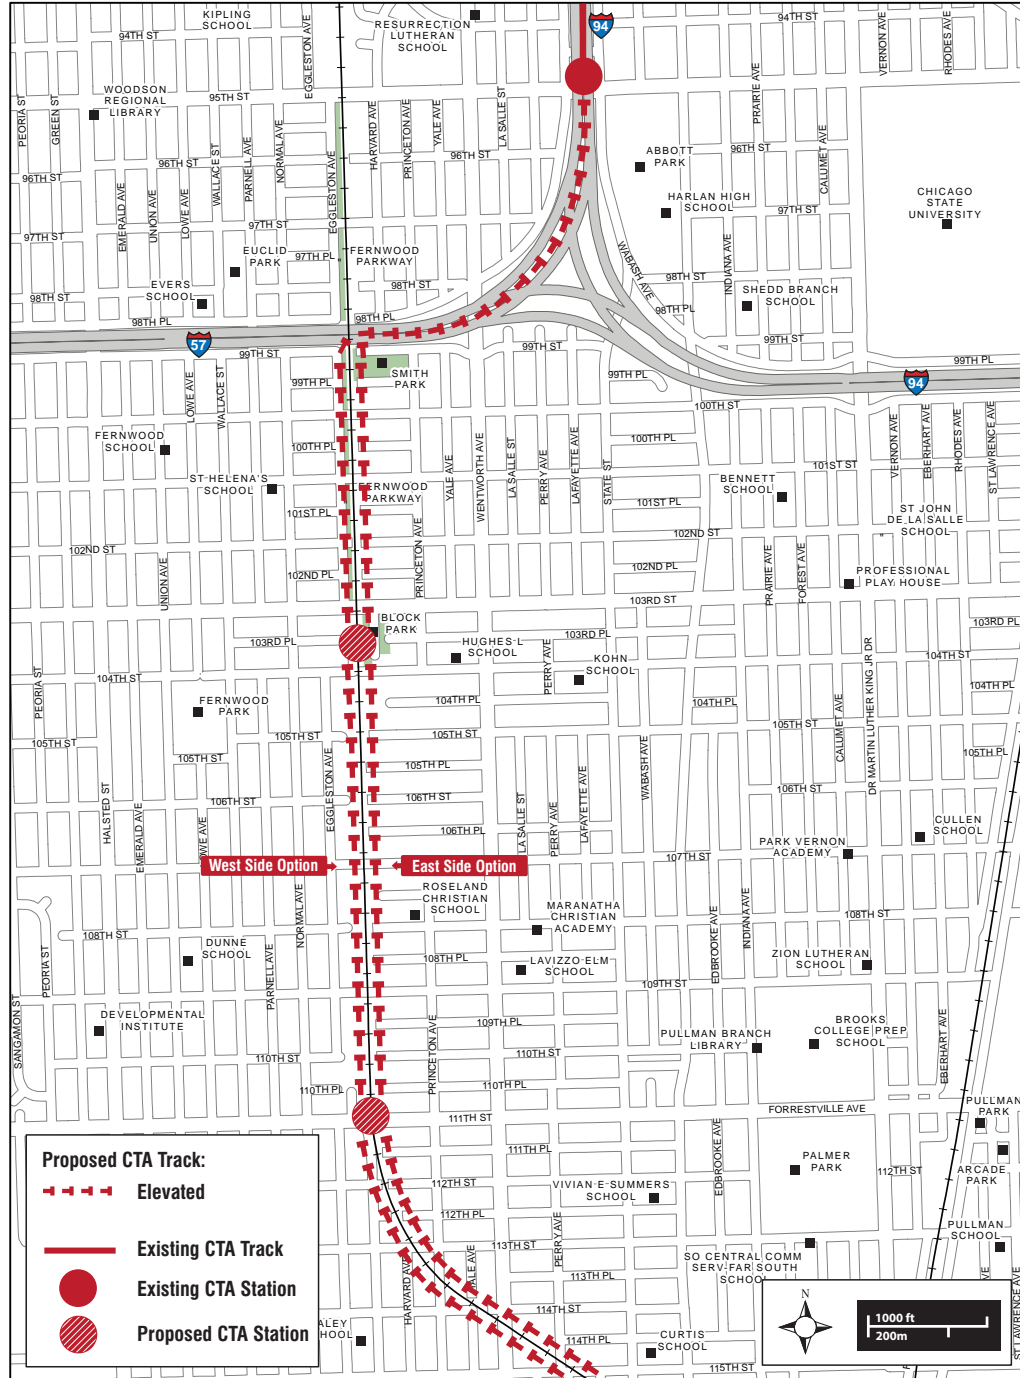 KIPLING
SCHOOL
94TH ST
EGGLESTON AVE
RESURRECTION
LUTHERAN
SCHOOL
94
94TH ST
VERNON AVE
RHODES AVE
WOODSON
REGIONAL
LIBRARY
95TH ST
PEORIA ST
GREEN ST
NORMAL AVE
PARNELL AVE
WALLACE ST
HARVARD AVE
PRINCETON AVE
YALE AVE
LA SALLE ST
PRAIRIE AVE
CALUMET AVE
96TH ST
96TH ST
96TH ST
96TH ST
ABBOTT
PARK
HARLAN HIGH
SCHOOL
CHICAGO
STATE
UNIVERSITY
EMERALD AVE
UNION AVE
LOWE AVE
EGGLESTON AVE
97TH ST
97TH ST
97TH ST
97TH PL
EUCLID
PARK
FERNWOOD
PARKWAY
WABASH AVE
INDIANA AVE
EVERS
SCHOOL
98TH ST
98TH ST
98TH ST
98TH PL
98TH PL
98TH PL
SHEDD BRANCH
SCHOOL
57
99TH ST
99TH ST
99TH ST
99TH PL
94
SMITH
PARK
99TH PL
99TH PL
LOWE AVE
WALLACE ST
100TH ST
FERNWOOD
SCHOOL
100TH PL
100TH PL
YALE AVE
WENTWORTH AVE
LA SALLE ST
PERRY AVE
LAFAYETTE AVE
STATE ST
VERNON AVE
EBERHART AVE
RHODES AVE
ST LAWRENCE AVE
101ST ST
ST HELENA'S
SCHOOL
FERNWOOD
PARKWAY
BENNETT
SCHOOL
101ST PL
101ST PL
ST JOHN
DE LA SALLE
SCHOOL
102ND ST
102ND ST
PRINCETON AVE
UNION AVE
102ND PL
102ND PL
PRAIRIE AVE
FOREST AVE
PROFESSIONAL
PLAY HOUSE
103RD ST
BLOCK
PARK
103RD PL
103RD PL
103RD PL
HUGHES L
SCHOOL
KOHN
SCHOOL
PERRY AVE
PEORIA ST
104TH ST
104TH ST
FERNWOOD
PARK
104TH PL
104TH PL
104TH PL
CALUMET AVE
DR MARTIN LUTHER KING JR DR
105TH ST
105TH ST
105TH ST
105TH ST
105TH ST
105TH PL
105TH PL
EGGLESTON AVE
WABASH AVE
HALSTED ST
EMERALD AVE
106TH ST
106TH ST
106TH ST
LA SALLE ST
PERRY AVE
LAFAYETTE AVE
CULLEN
SCHOOL
106TH PL
PARK VERNON
ACADEMY
107TH ST
West Side Option
East Side Option
ROSELAND
CHRISTIAN
SCHOOL
MARANATHA
CHRISTIAN
ACADEMY
NORMAL AVE
INDIANA AVE
EDBROOKE AVE
108TH ST
108TH ST
DUNNE
SCHOOL
108TH PL
LAVIZZO ELM
SCHOOL
ZION LUTHERAN
SCHOOL
PEORIA ST
PARNELL AVE
109TH ST
SANGAMON ST
DEVELOPMENTAL
INSTITUTE
109TH PL
PULLMAN BRANCH
LIBRARY
BROOKS
COLLEGE PREP
SCHOOL
EBERHART AVE
PRINCETON AVE
110TH ST
110TH ST
110TH PL
110TH PL
111TH ST
FORRESTVILLE AVE
PULLMAN
PARK
111TH PL
EDBROOKE AVE
PALMER
PARK
112TH ST
ARCADE
PARK
112TH ST
VIVIAN E SUMMERS
SCHOOL
112TH PL
PERRY AVE
PULLMAN
SCHOOL
113TH ST
SO CENTRAL COMM
SERV-FAR SOUTH
SCHOOL
113TH PL
HARVARD AVE
114TH ST
114TH PL
CURTIS
SCHOOL
115TH ST
ST LAWRENCE AVE
Proposed CTA Track:
Elevated
Existing CTA Track
Existing CTA Station
Proposed CTA Station
N
1000 ft
200m